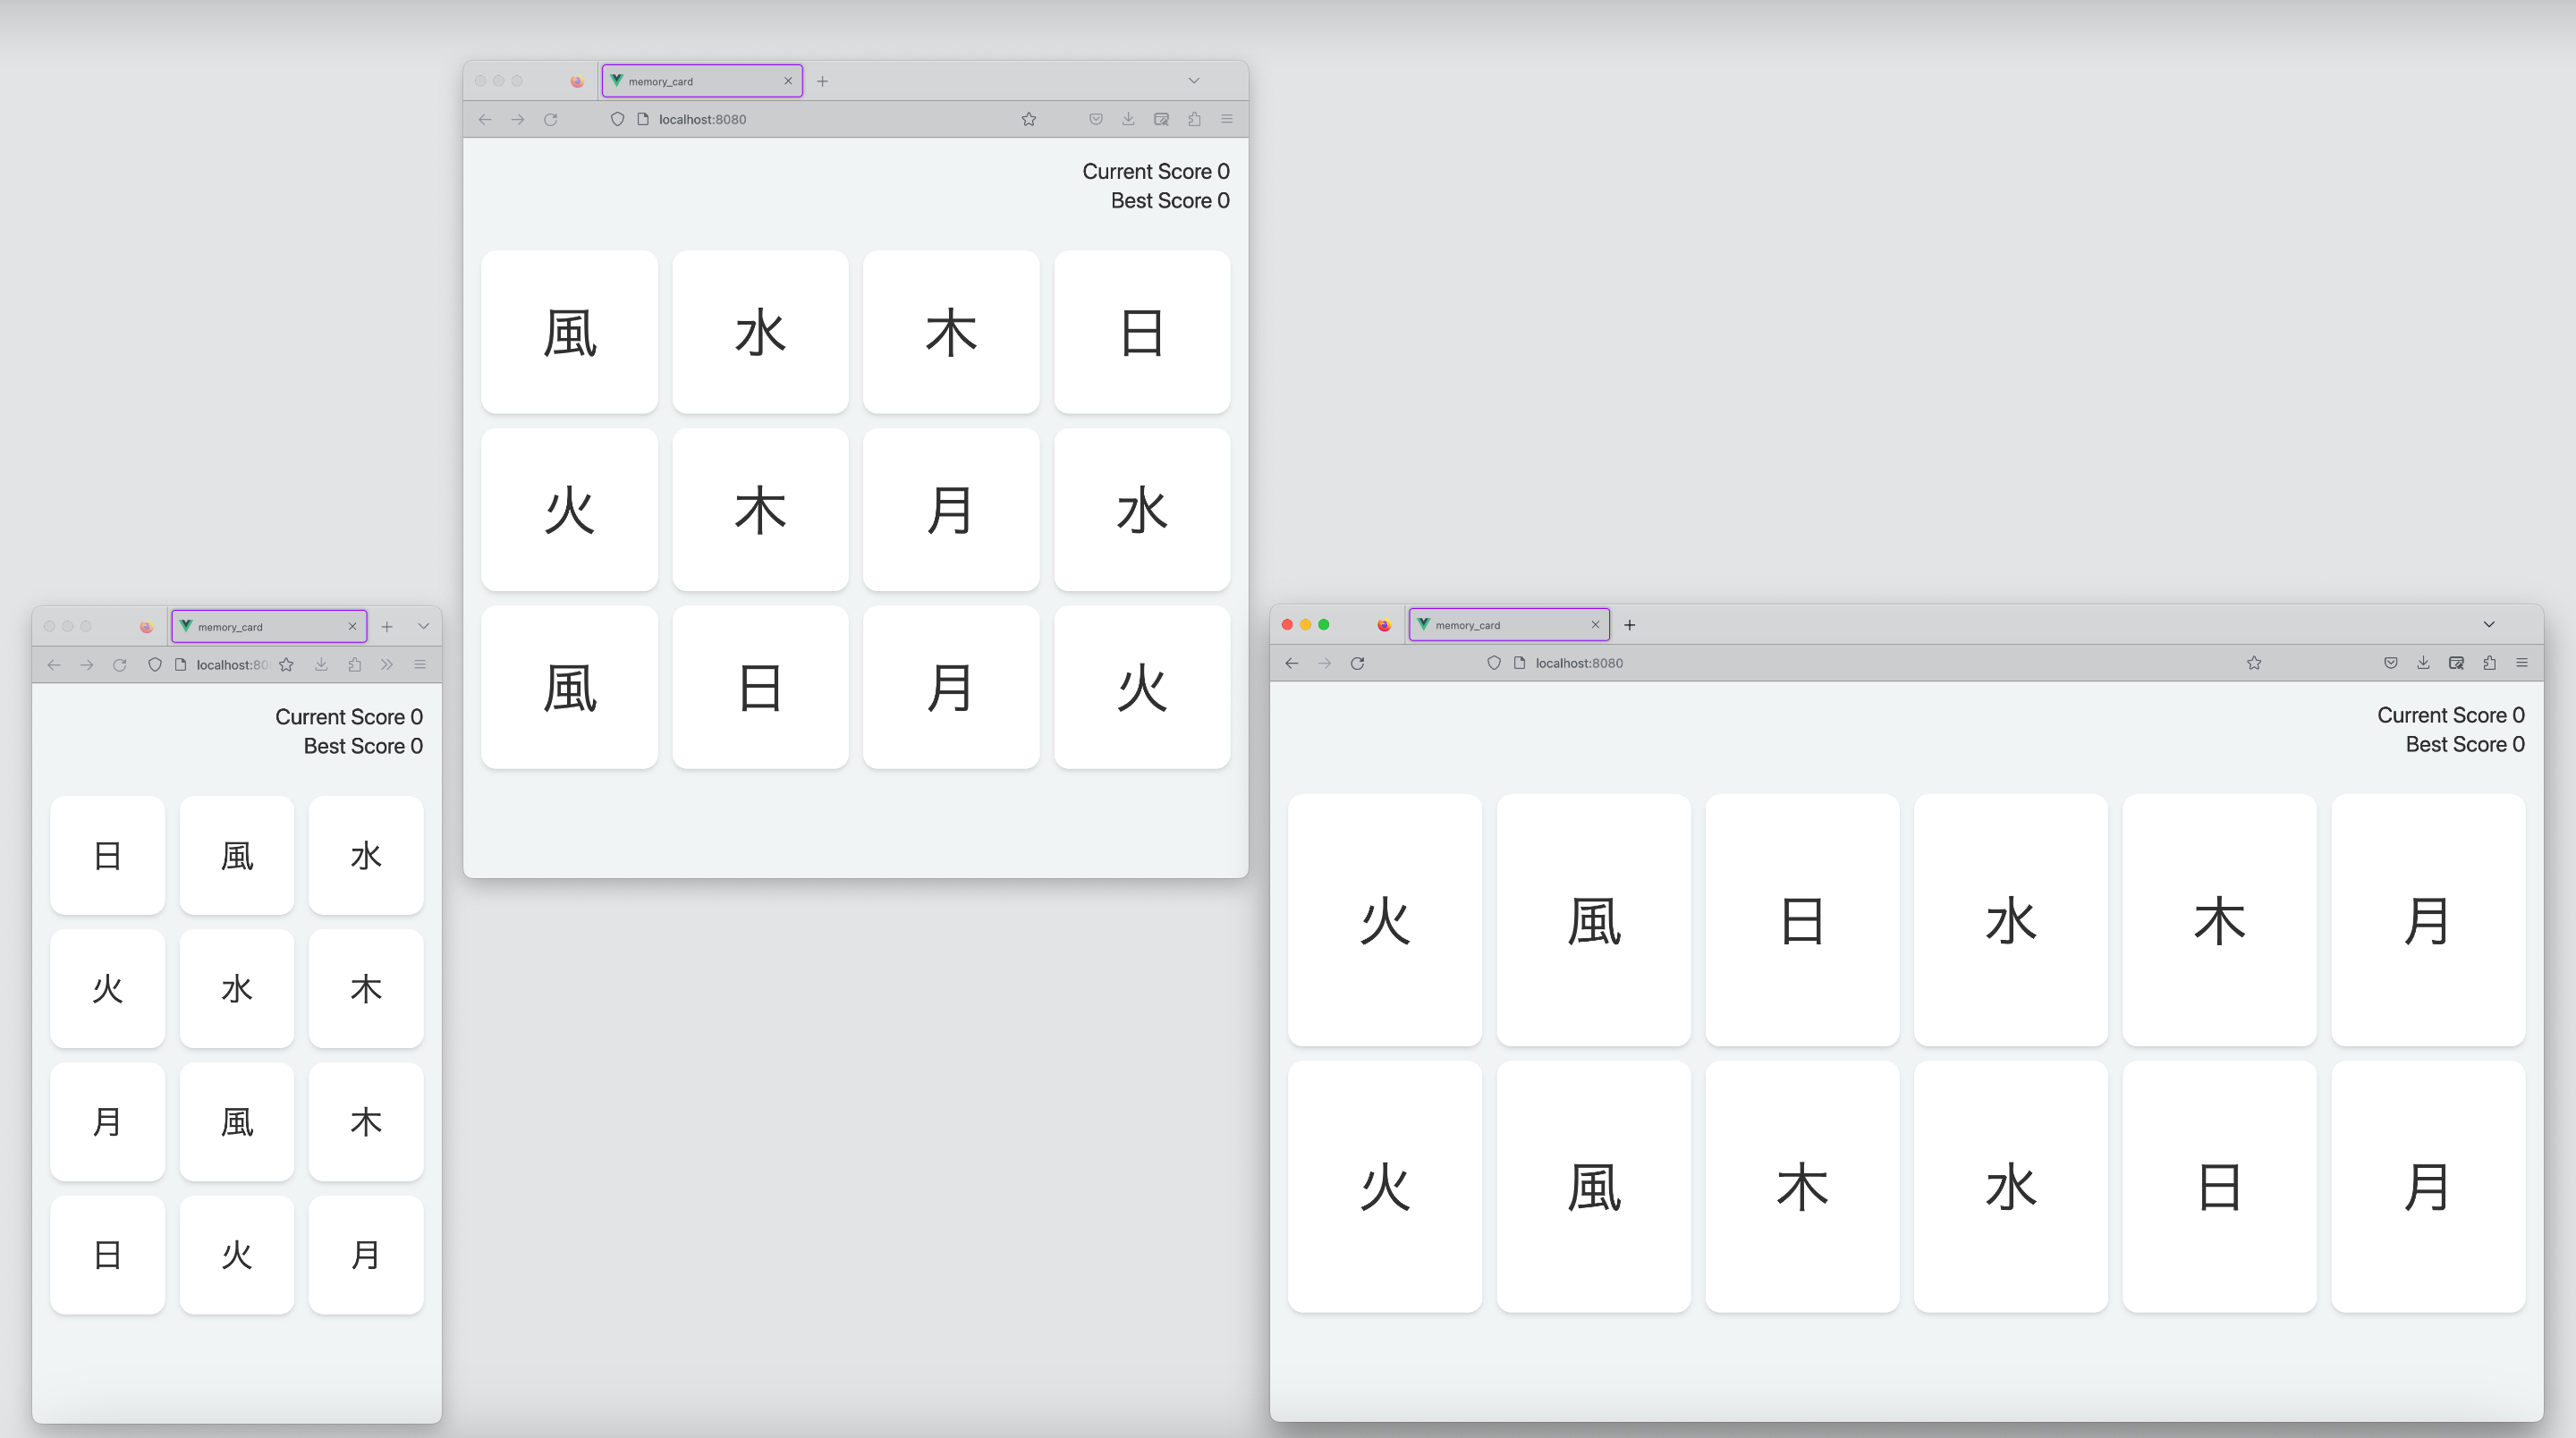 memory_card
localhost:8080
Current Score 0
Best Score 0
風 水 木 日
火 木 月 水
風 日 月 火
memory_card
localhost:80
Current Score 0
Best Score 0
日 風 水
火 水 木
月 風 木
日 火 月
memory_card
localhost:8080
Current Score 0
Best Score 0
火 風 日 水 木 月
火 風 木 水 日 月